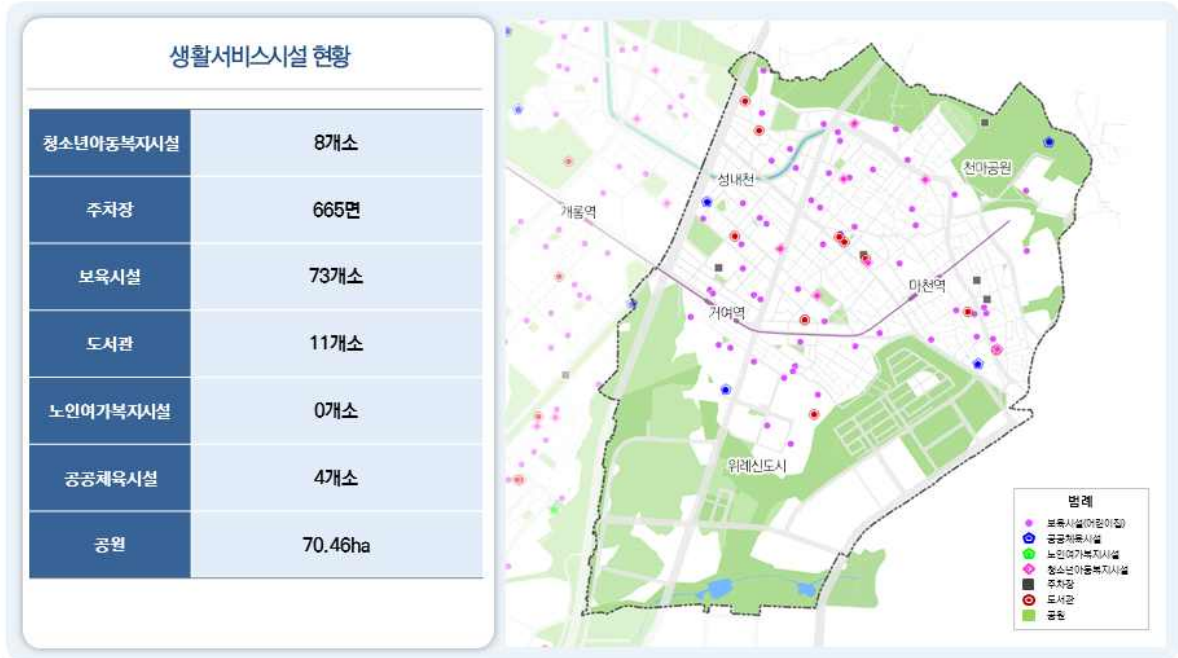 생활서비스시설 현황
청소년아동복지시설 8개소
주차장 665면
보육시설 73개소
도서관 11개소
노인여가복지시설 0개소
공공체육시설 4개소
공원 70.46ha
천마공원
성내천
개롱역
마천역
거여역
위례신도시
범례
보육시설(어린이집)
공공체육시설
노인여가복지시설
청소년아동복지시설
주차장
도서관
공원